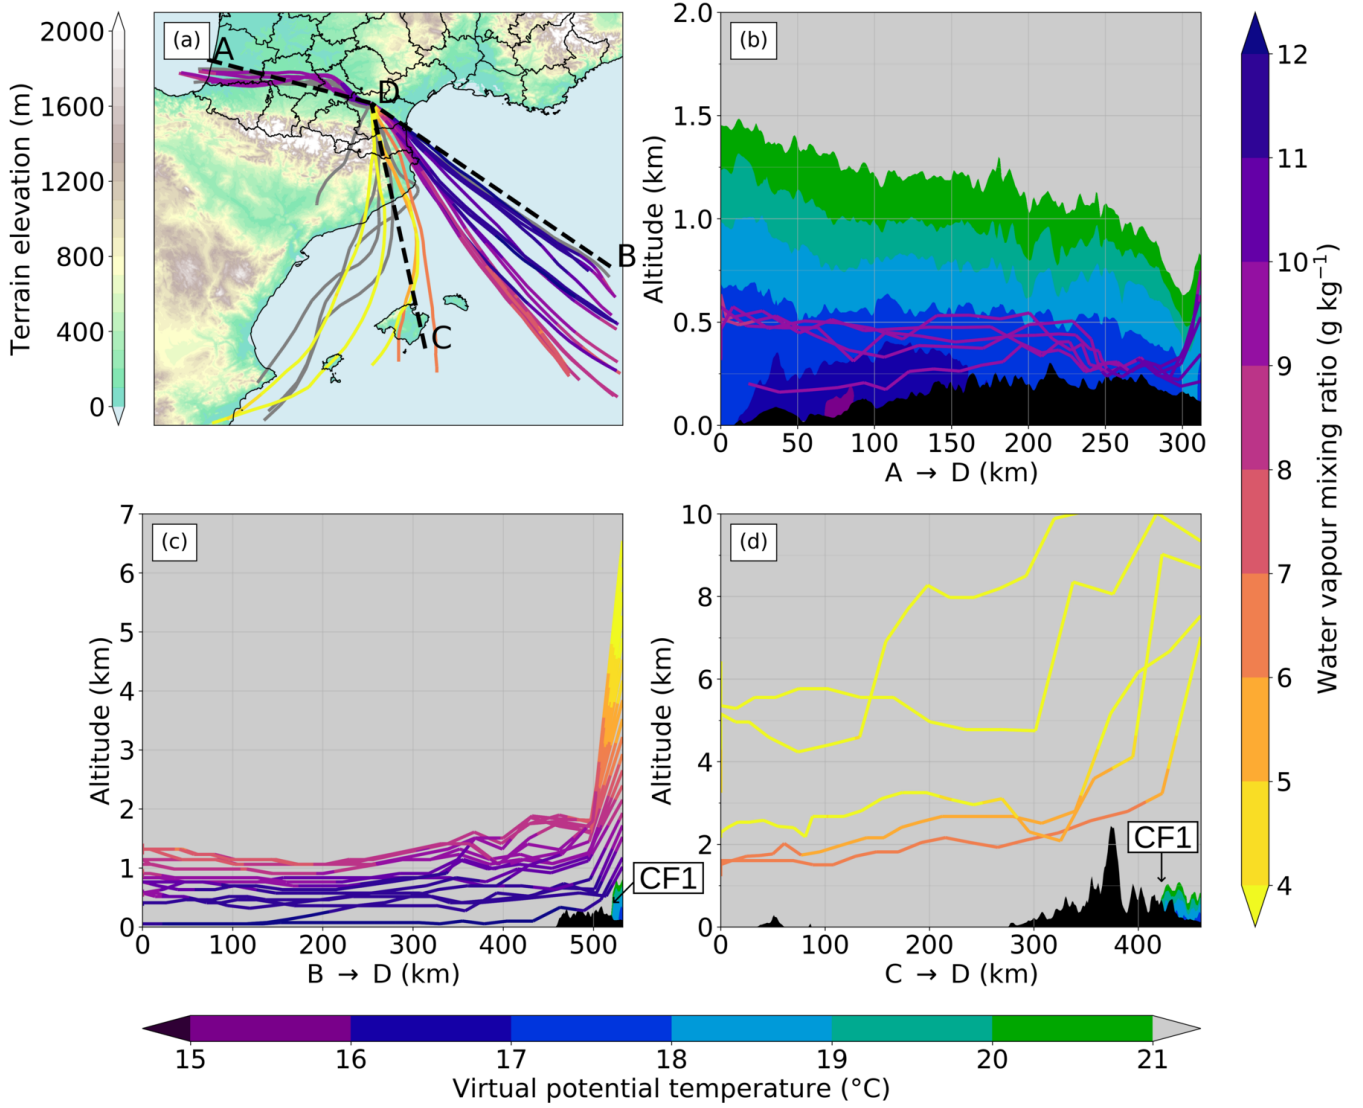 Terrain elevation (m)
2000
1600
1200
800
400
0
(a)
A
D
B
C
(b)
Altitude (km)
2.0
1.5
1.0
0.5
0.0
0 50 100 150 200 250 300
A → D (km)
(c)
Altitude (km)
7
6
5
4
3
2
1
0
CF1
0 100 200 300 400 500
B → D (km)
(d)
Altitude (km)
10
8
6
4
2
0
CF1
0 100 200 300 400
C → D (km)
12
11
10
9
8
7
6
5
4
Water vapour mixing ratio (g kg⁻¹)
15 16 17 18 19 20 21
Virtual potential temperature (°C)